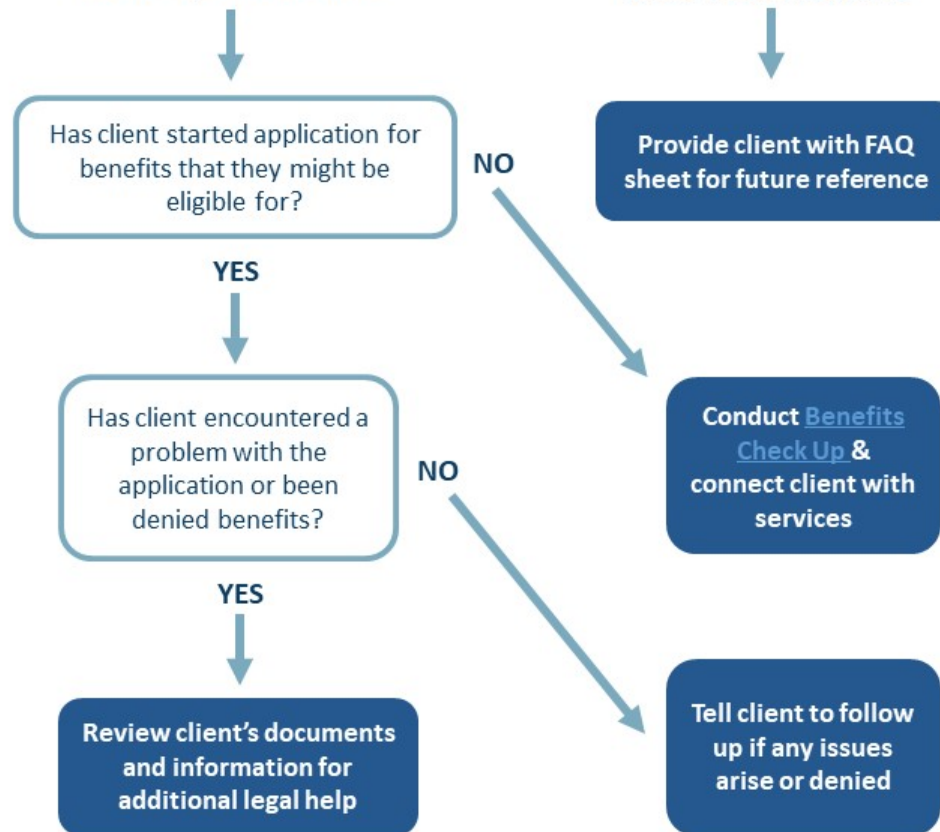 Has client started application for
benefits that they might be
eligible for?
NO
Provide client with FAQ
sheet for future reference
YES
Has client encountered a
problem with the
application or been
denied benefits?
NO
Conduct Benefits
Check Up &
connect client with
services
YES
Review client's documents
and information for
additional legal help
Tell client to follow
up if any issues
arise or denied